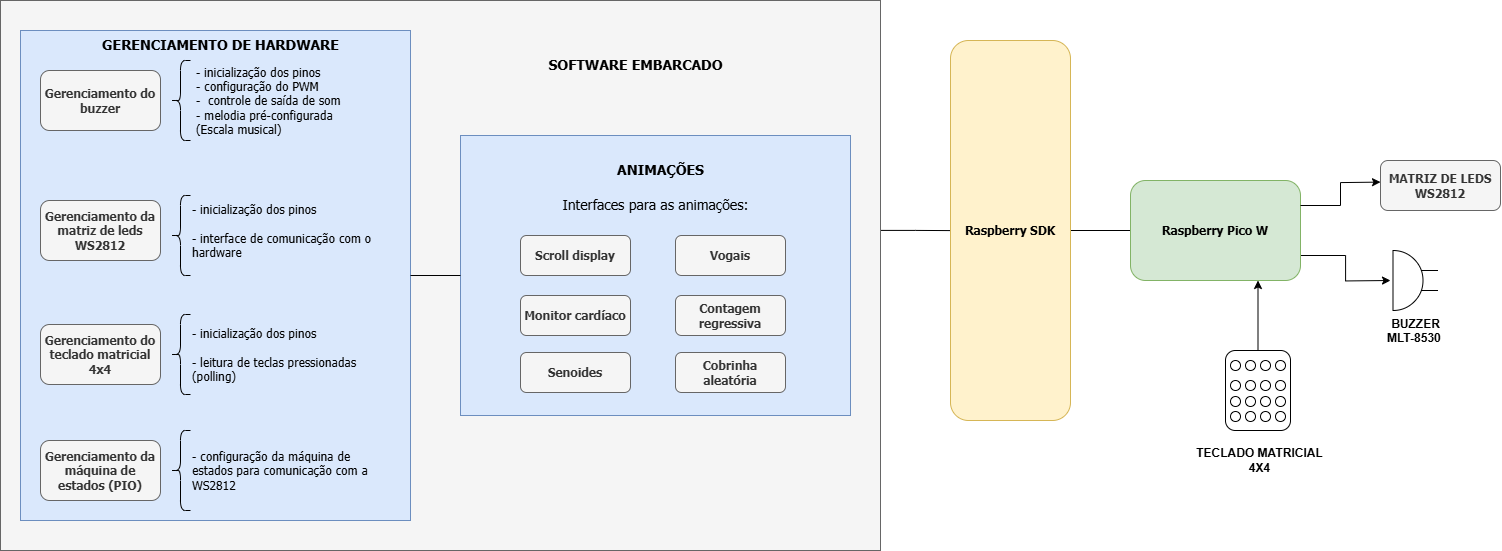 GERENCIAMENTO DE HARDWARE
Gerenciamento do
buzzer
- inicialização dos pinos
- configuração do PWM
- controle de saída de som
- melodia pré-configurada
(Escala musical)
Gerenciamento da
matriz de leds
WS2812
- inicialização dos pinos
- interface de comunicação com o
hardware
Gerenciamento do
teclado matricial
4x4
- inicialização dos pinos
- leitura de teclas pressionadas
(polling)
Gerenciamento da
máquina de
estados (PIO)
- configuração da máquina de
estados para comunicação com a
WS2812
SOFTWARE EMBARCADO
ANIMAÇÕES
Interfaces para as animações:
Scroll display
Vogais
Monitor cardíaco
Contagem
regressiva
Senoides
Cobrinha
aleatória
Raspberry SDK
Raspberry Pico W
MATRIZ DE LEDS
WS2812
BUZZER
MLT-8530
TECLADO MATRICIAL
4X4